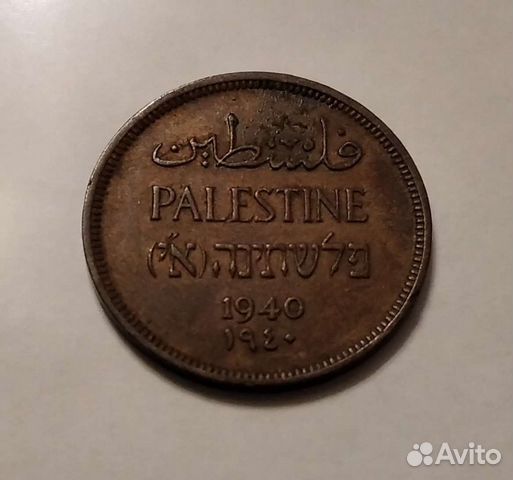 فلسطين
PALESTINE
פלשתינה (א״י)
1940
١٩٤٠
Avito